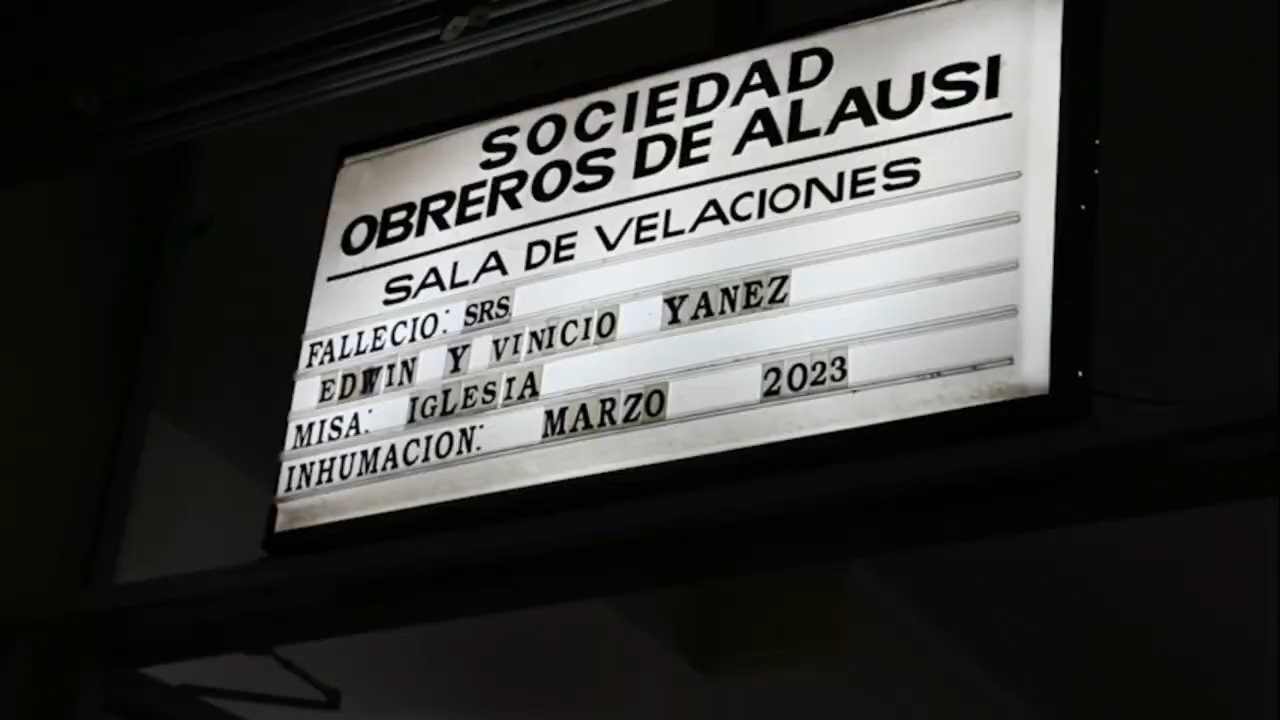 SOCIEDAD
OBREROS DE ALAUSI
SALA DE VELACIONES
FALLECIO: SRS
EDWIN Y VINICIO YANEZ
MISA: IGLESIA
INHUMACION: MARZO 2023